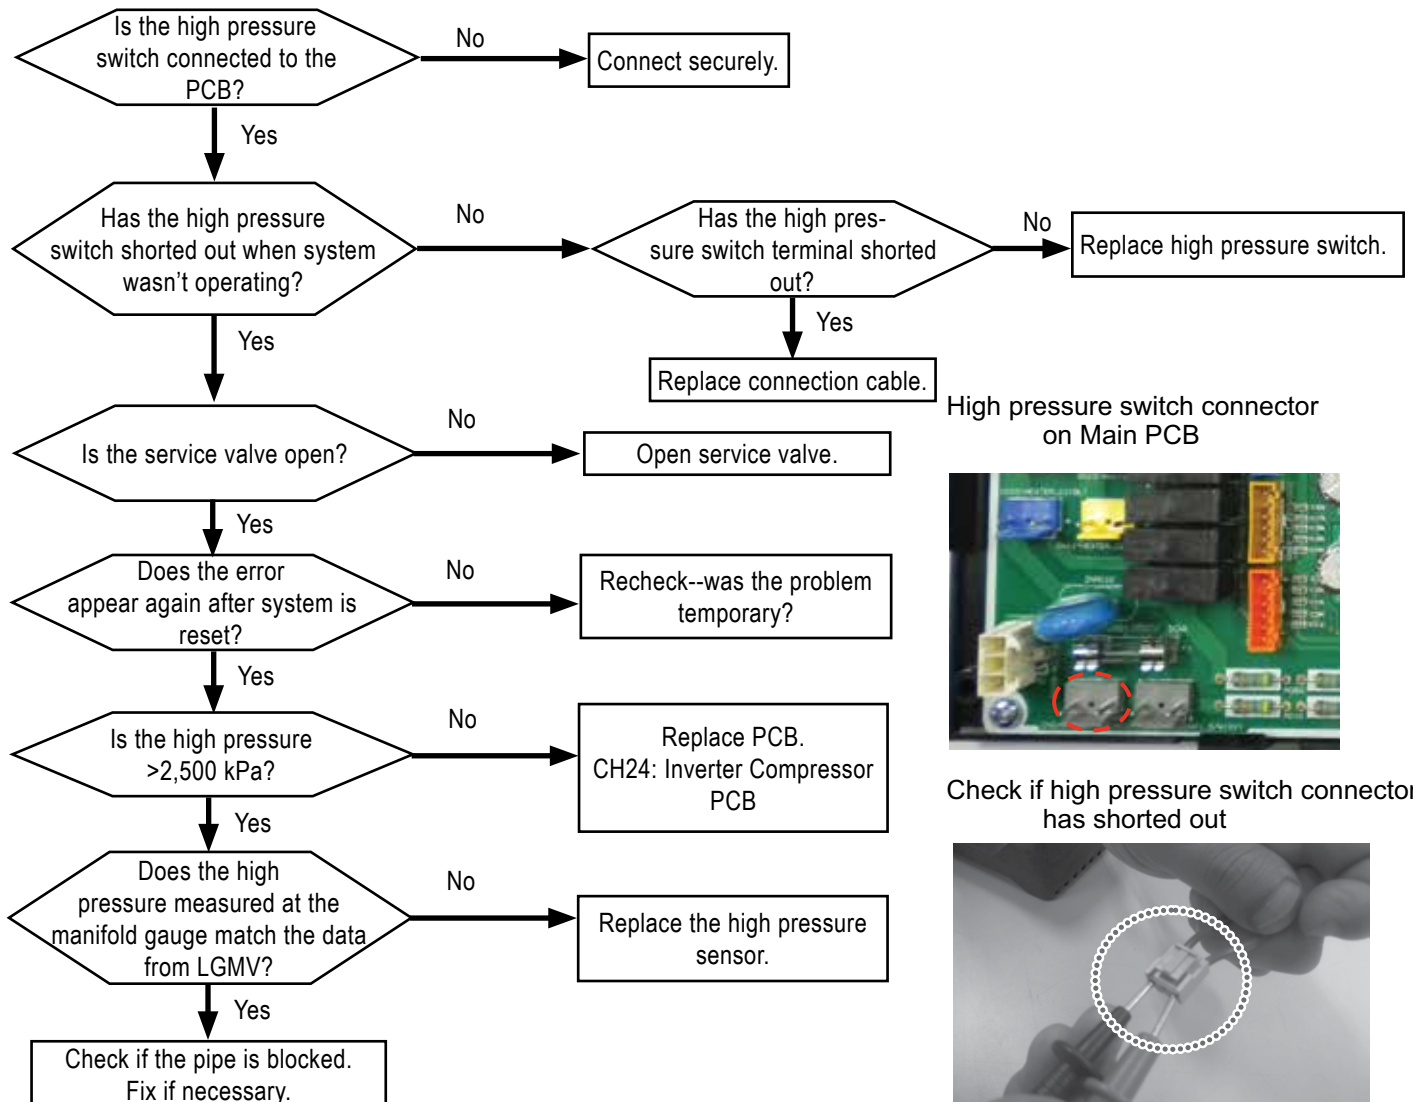 Is the high pressure
switch connected to the
PCB?
No
Connect securely.
Yes
Has the high pressure
switch shorted out when system
wasn't operating?
No
Has the high pres-
sure switch terminal shorted
out?
No
Replace high pressure switch.
Yes
Replace connection cable.
Yes
Is the service valve open?
No
Open service valve.
Yes
Does the error
appear again after system is
reset?
No
Recheck--was the problem
temporary?
Yes
Is the high pressure
>2,500 kPa?
No
Replace PCB.
CH24: Inverter Compressor
PCB
Yes
Does the high
pressure measured at the
manifold gauge match the data
from LGMV?
No
Replace the high pressure
sensor.
Yes
Check if the pipe is blocked.
Fix if necessary.
High pressure switch connector
on Main PCB
Check if high pressure switch connector
has shorted out